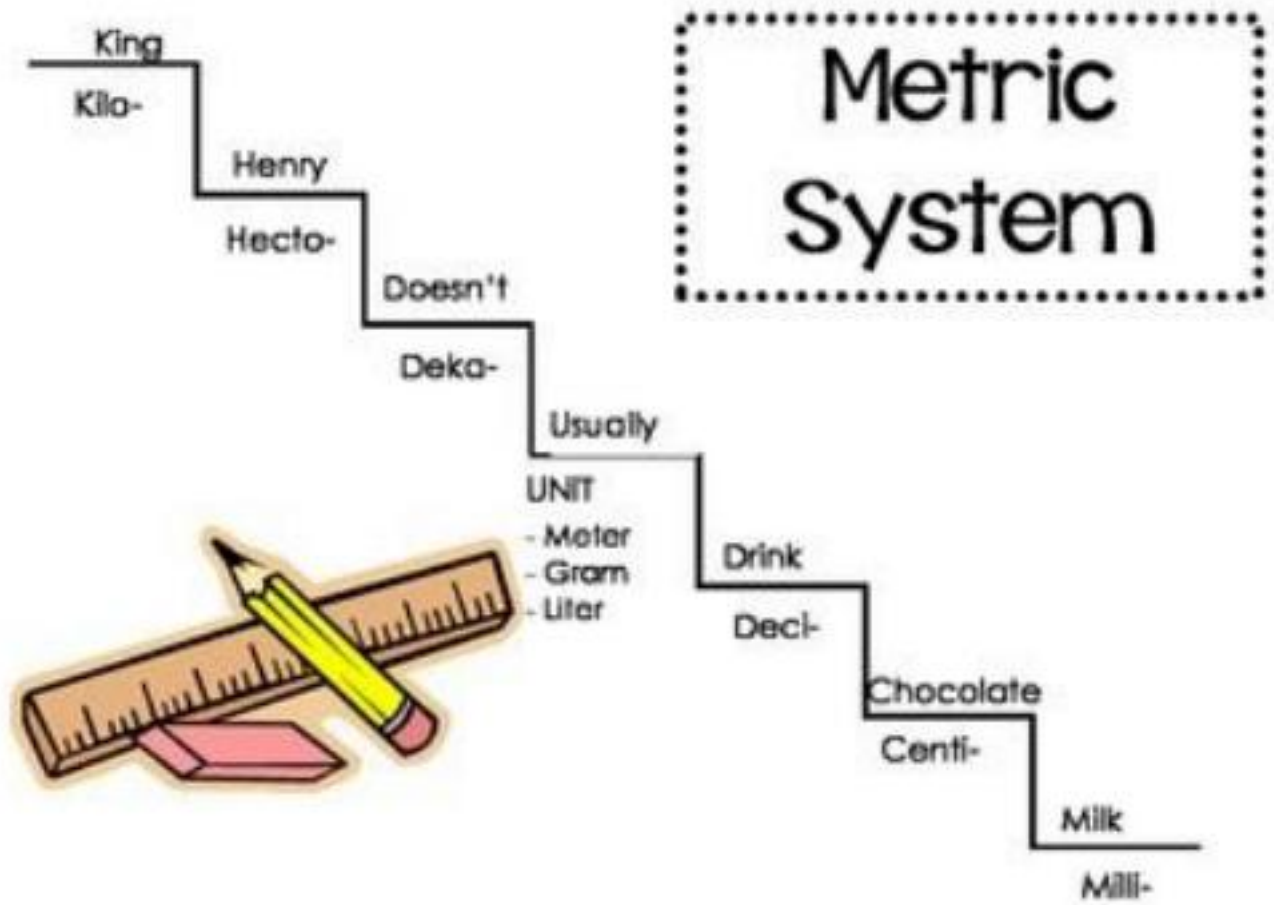 Metric
System
King
Kilo-
Henry
Hecto-
Doesn't
Deka-
Usually
UNIT
- Meter
- Gram
- Liter
Drink
Deci-
Chocolate
Centi-
Milk
Milli-